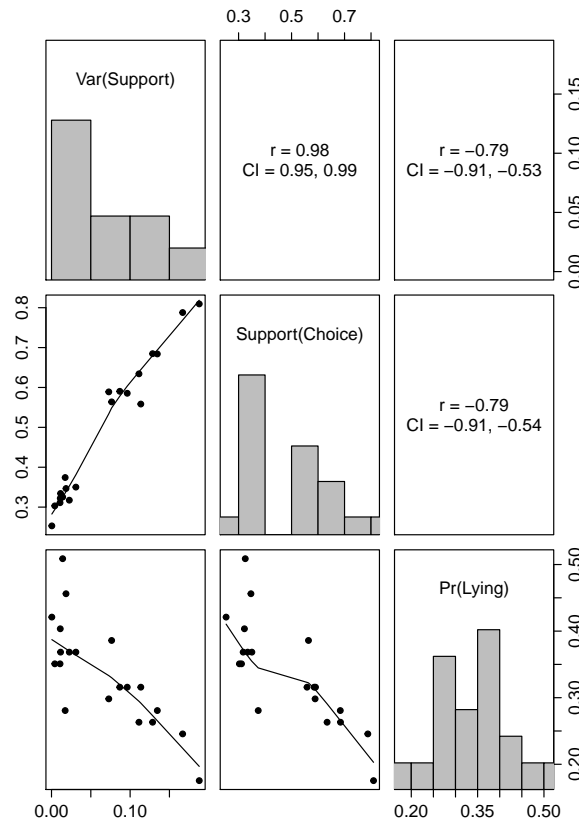 0.3 0.5 0.7
Var(Support)
r = 0.98
CI = 0.95, 0.99
r = −0.79
CI = −0.91, −0.53
0.00 0.05 0.10 0.15
0.3 0.4 0.5 0.6 0.7 0.8
Support(Choice)
r = −0.79
CI = −0.91, −0.54
Pr(Lying)
0.20 0.30 0.40 0.50
0.00 0.10
0.20 0.35 0.50